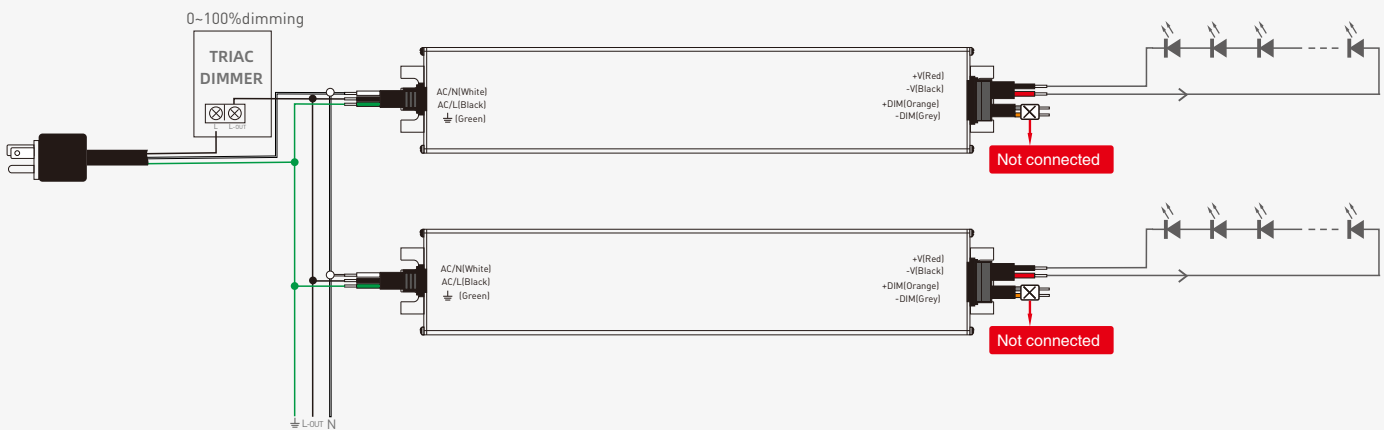 0~100%dimming
TRIAC
DIMMER
L L-OUT
AC/N(White)
AC/L(Black)
(Green)
+V(Red)
-V(Black)
+DIM(Orange)
-DIM(Grey)
Not connected
AC/N(White)
AC/L(Black)
(Green)
+V(Red)
-V(Black)
+DIM(Orange)
-DIM(Grey)
Not connected
L-OUT N